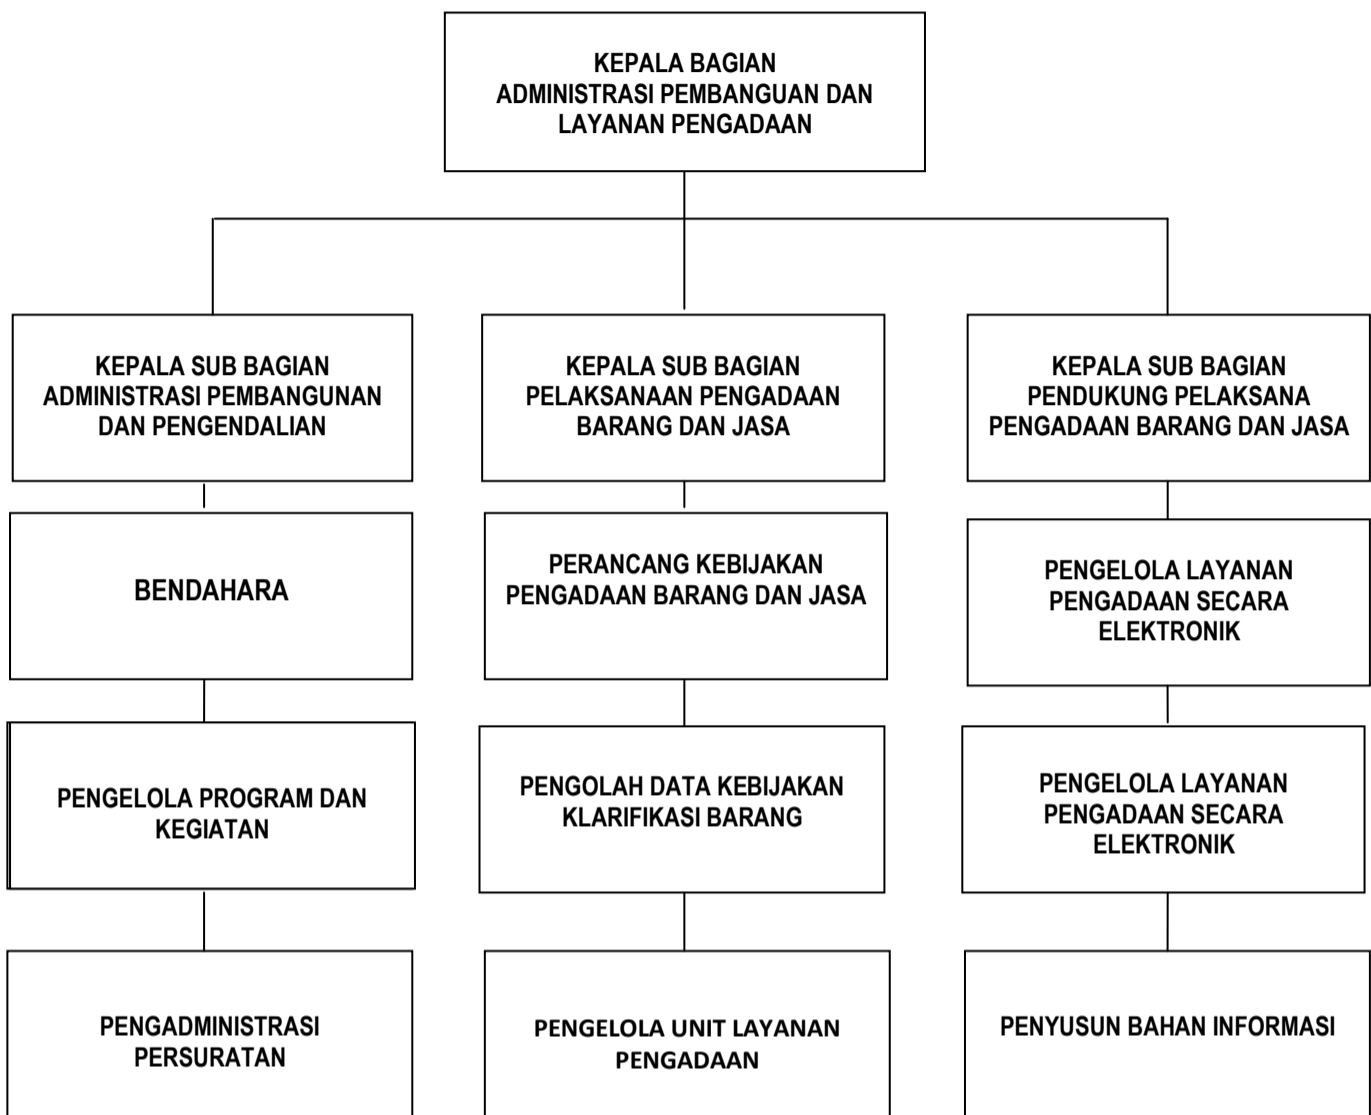 KEPALA BAGIAN
ADMINISTRASI PEMBANGUAN DAN
LAYANAN PENGADAAN
KEPALA SUB BAGIAN
ADMINISTRASI PEMBANGUNAN
DAN PENGENDALIAN
KEPALA SUB BAGIAN
PELAKSANAAN PENGADAAN
BARANG DAN JASA
KEPALA SUB BAGIAN
PENDUKUNG PELAKSANA
PENGADAAN BARANG DAN JASA
BENDAHARA
PERANCANG KEBIJAKAN
PENGADAAN BARANG DAN JASA
PENGELOLA LAYANAN
PENGADAAN SECARA
ELEKTRONIK
PENGELOLA PROGRAM DAN
KEGIATAN
PENGOLAH DATA KEBIJAKAN
KLARIFIKASI BARANG
PENGELOLA LAYANAN
PENGADAAN SECARA
ELEKTRONIK
PENGADMINISTRASI
PERSURATAN
PENGELOLA UNIT LAYANAN
PENGADAAN
PENYUSUN BAHAN INFORMASI